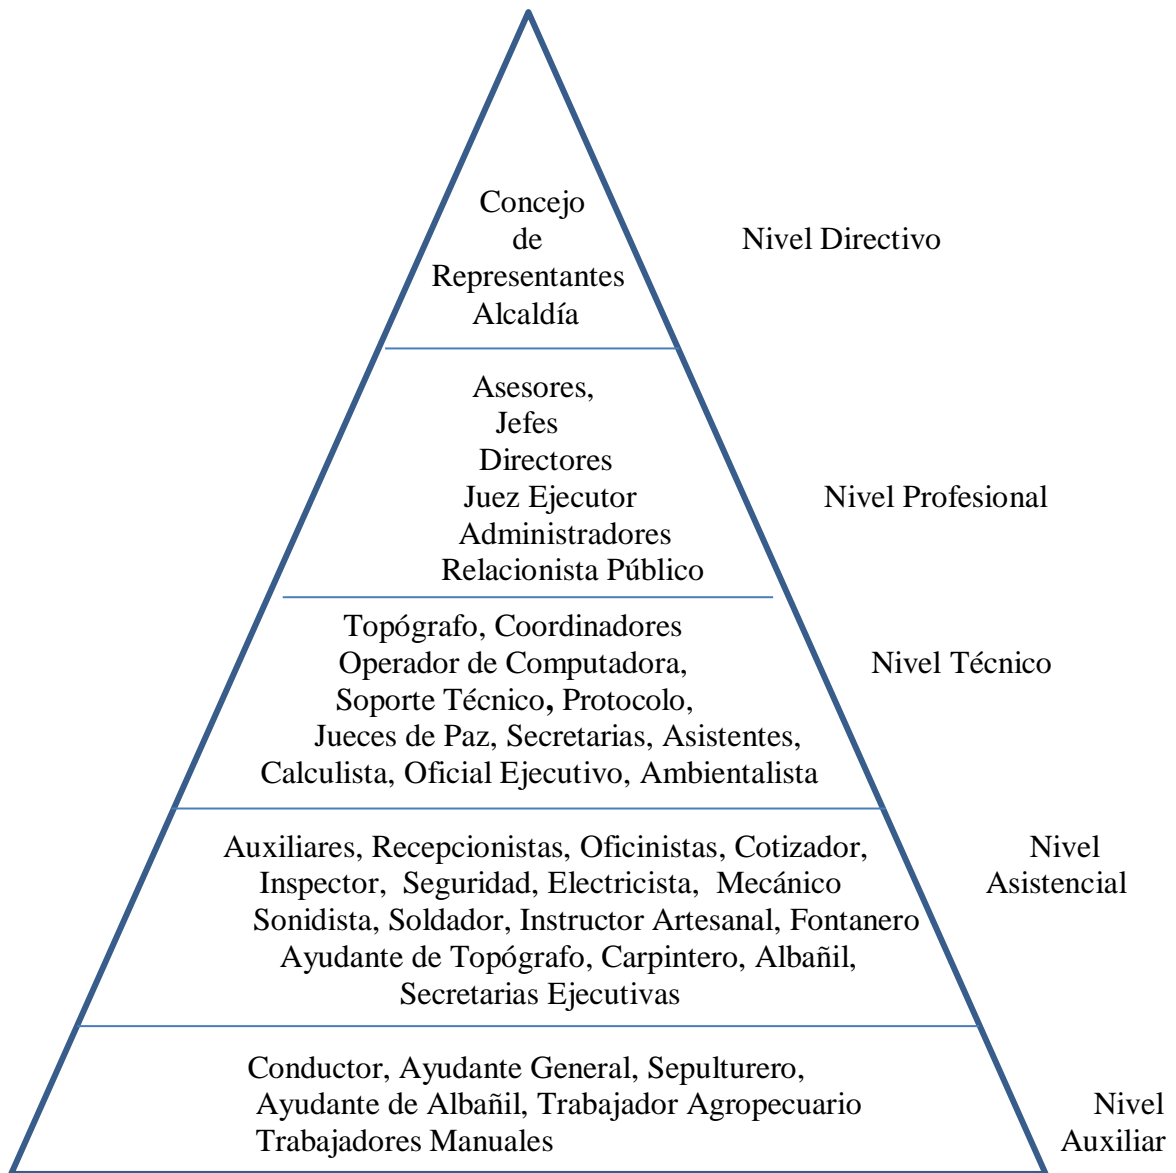 Concejo
de
Representantes
Alcaldía
Nivel Directivo
Asesores,
Jefes
Directores
Juez Ejecutor
Administradores
Relacionista Público
Nivel Profesional
Topógrafo, Coordinadores
Operador de Computadora,
Soporte Técnico, Protocolo,
Jueces de Paz, Secretarias, Asistentes,
Calculista, Oficial Ejecutivo, Ambientalista
Nivel Técnico
Auxiliares, Recepcionistas, Oficinistas, Cotizador,
Inspector, Seguridad, Electricista, Mecánico
Sonidista, Soldador, Instructor Artesanal, Fontanero
Ayudante de Topógrafo, Carpintero, Albañil,
Secretarias Ejecutivas
Nivel
Asistencial
Conductor, Ayudante General, Sepulturero,
Ayudante de Albañil, Trabajador Agropecuario
Trabajadores Manuales
Nivel
Auxiliar